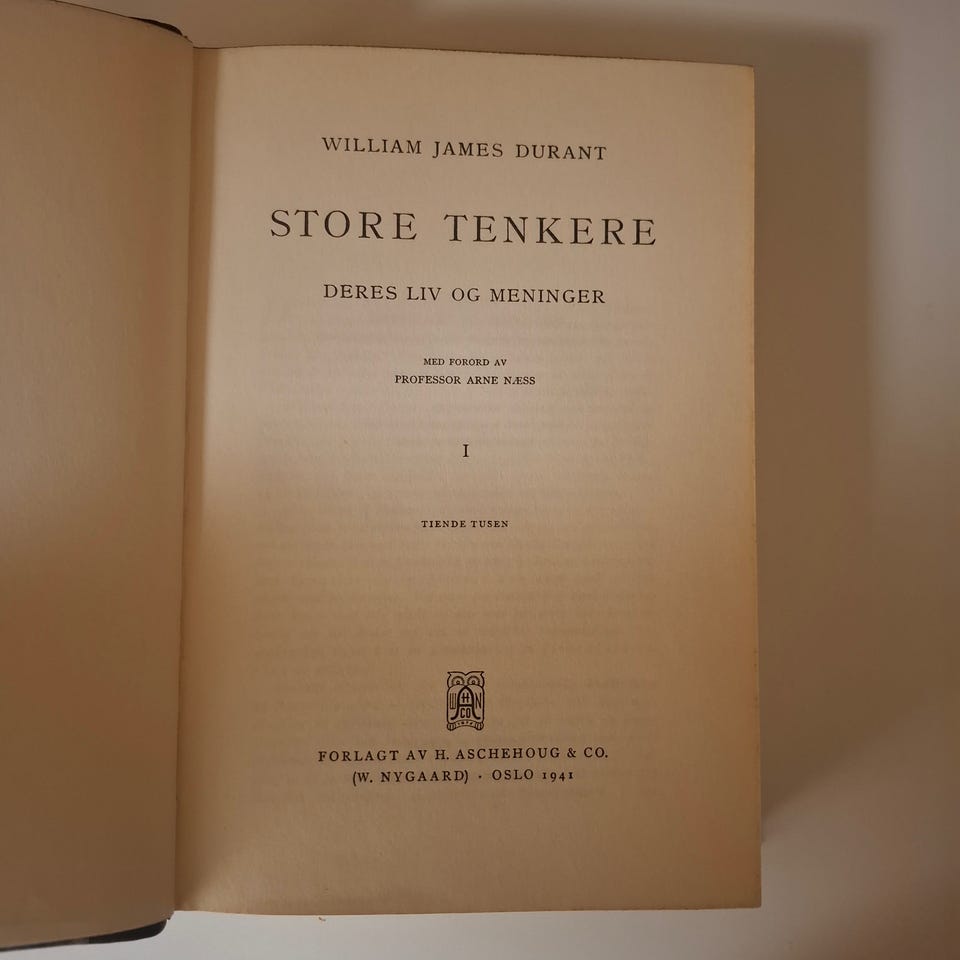 WILLIAM JAMES DURANT
STORE TENKERE
DERES LIV OG MENINGER
MED FORORD AV
PROFESSOR ARNE NÆSS
I
TIENDE TUSEN
W H N
A
CO
FORLAGT AV H. ASCHEHOUG & CO.
(W. NYGAARD) · OSLO 1941